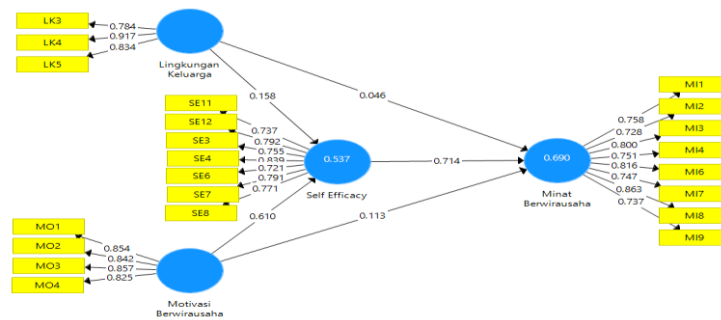 LK3
LK4
LK5
0.784
0.917
0.834
Lingkungan
Keluarga
0.158
0.046
SE11
SE12
SE3
SE4
SE6
SE7
SE8
0.737
0.792
0.755
0.839
0.721
0.791
0.771
0.537
Self Efficacy
0.714
0.690
Minat
Berwirausaha
0.758
0.728
0.800
0.751
0.816
0.747
0.863
0.737
MI1
MI2
MI3
MI4
MI6
MI7
MI8
MI9
0.610
0.113
MO1
MO2
MO3
MO4
0.854
0.842
0.857
0.825
Motivasi
Berwirausaha